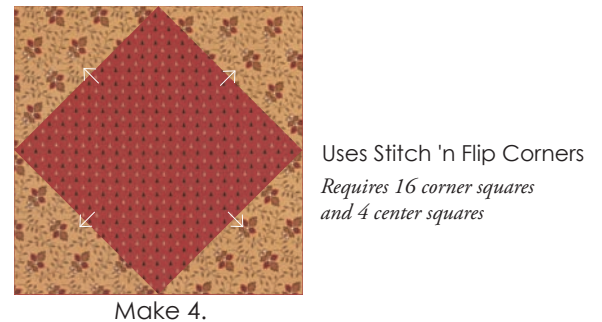 Uses Stitch 'n Flip Corners
Requires 16 corner squares
and 4 center squares
Make 4.